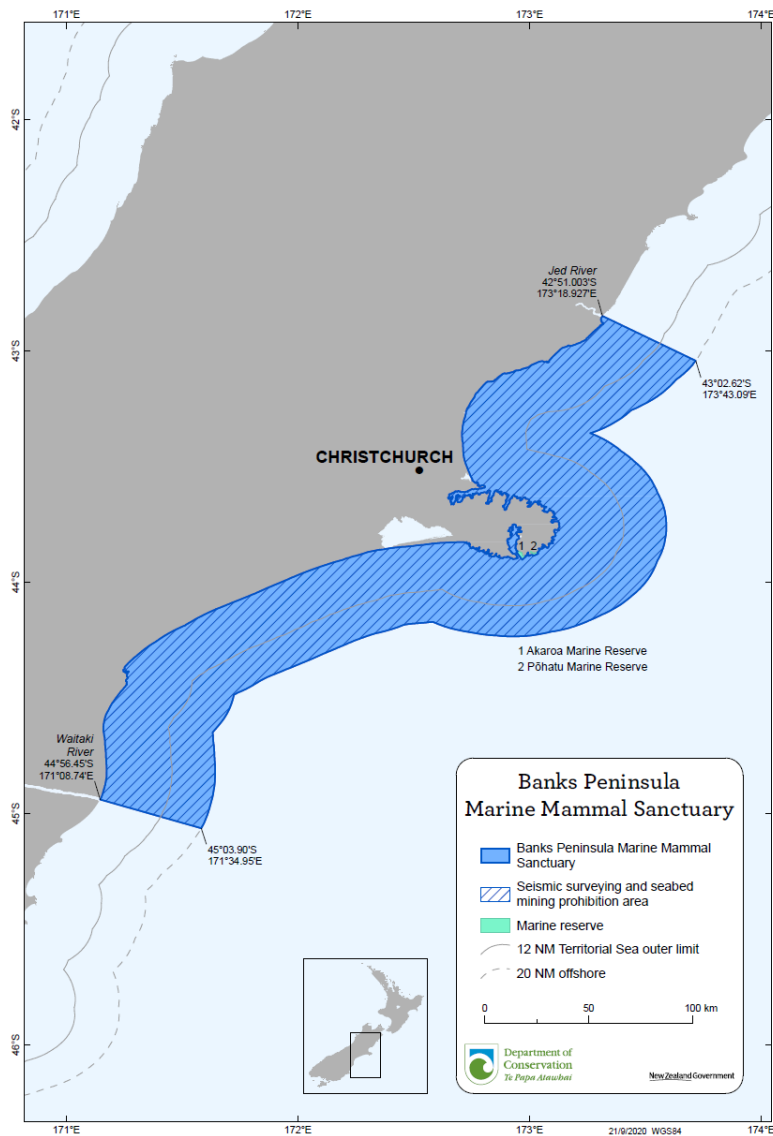 171°E
172°E
173°E
174°E
42°S
43°S
44°S
45°S
46°S
Jed River
42°51.003'S
173°18.927'E
43°02.62'S
173°43.09'E
CHRISTCHURCH
1 2
1 Akaroa Marine Reserve
2 Pōhatu Marine Reserve
Waitaki
River
44°56.45'S
171°08.74'E
45°03.90'S
171°34.95'E
Banks Peninsula
Marine Mammal Sanctuary
Banks Peninsula Marine Mammal
Sanctuary
Seismic surveying and seabed
mining prohibition area
Marine reserve
12 NM Territorial Sea outer limit
20 NM offshore
0 50 100 km
Department of
Conservation
Te Papa Atawhai
New Zealand Government
171°E
172°E
173°E
174°E
21/9/2020 WGS84